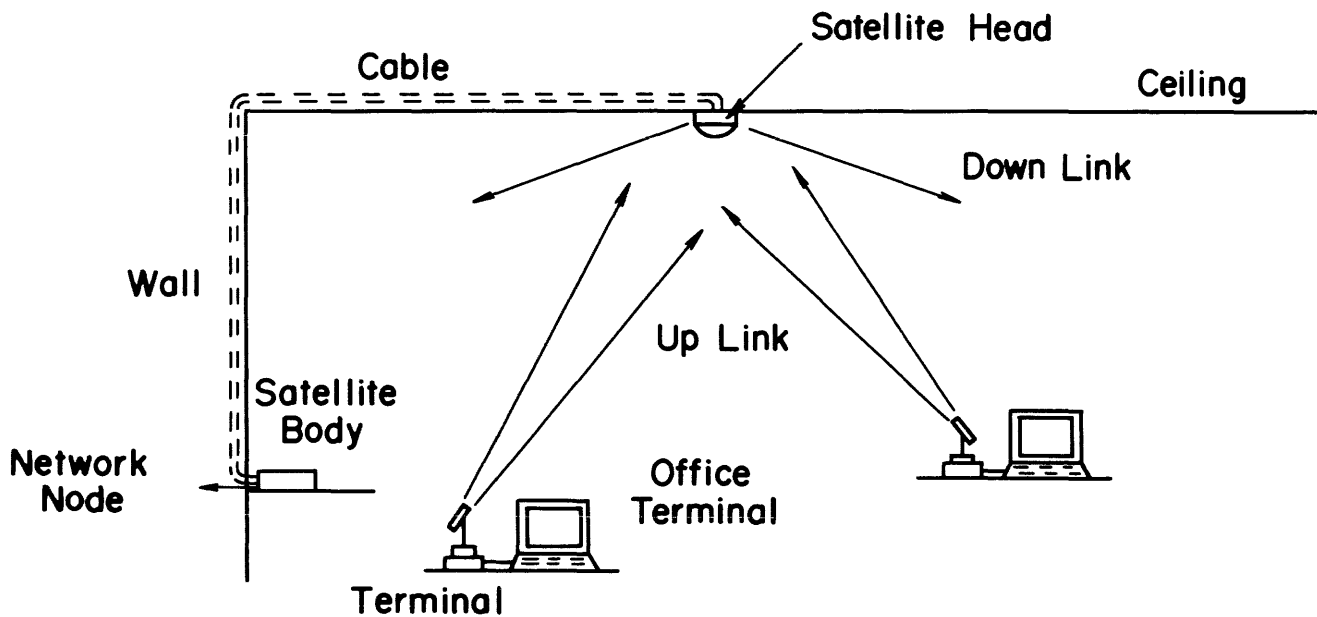 Satellite Head
Cable
Ceiling
Down Link
Wall
Up Link
Satellite
Body
Network
Node
Office
Terminal
Terminal